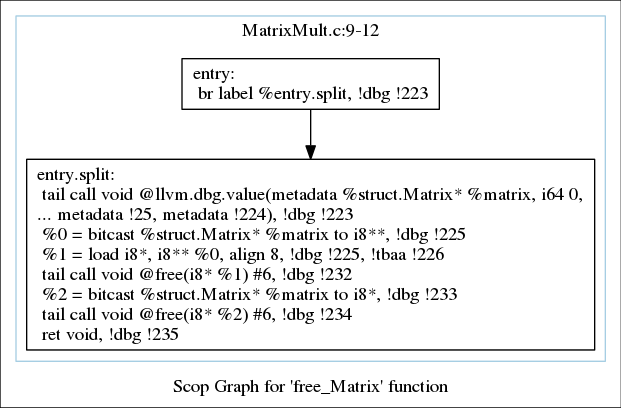 MatrixMult.c:9-12
entry:
br label %entry.split, !dbg !223
entry.split:
tail call void @llvm.dbg.value(metadata %struct.Matrix* %matrix, i64 0,
... metadata !25, metadata !224), !dbg !223
%0 = bitcast %struct.Matrix* %matrix to i8**, !dbg !225
%1 = load i8*, i8** %0, align 8, !dbg !225, !tbaa !226
tail call void @free(i8* %1) #6, !dbg !232
%2 = bitcast %struct.Matrix* %matrix to i8*, !dbg !233
tail call void @free(i8* %2) #6, !dbg !234
ret void, !dbg !235
Scop Graph for 'free_Matrix' function